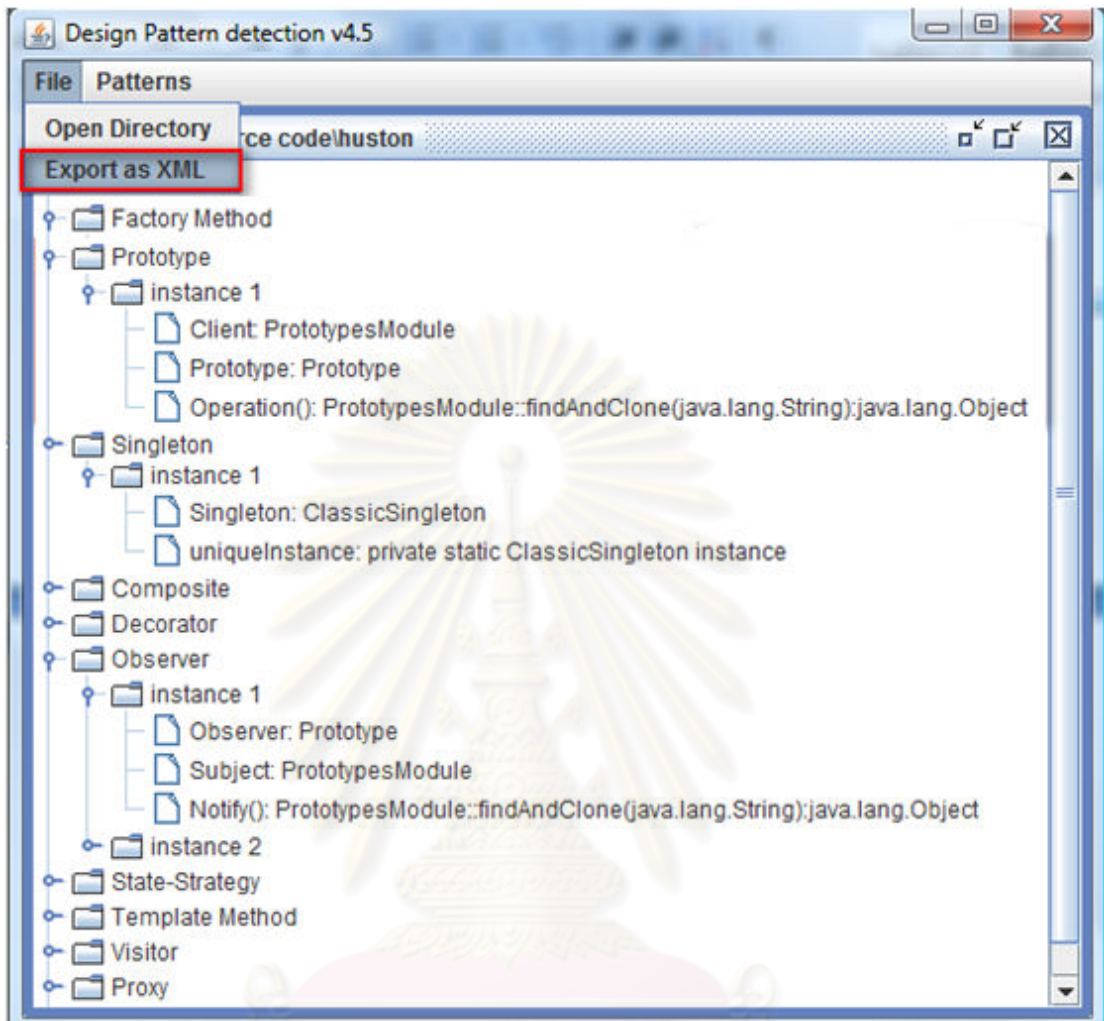 Design Pattern detection v4.5
File Patterns
Open Directory
rce code\huston
Export as XML
Factory Method
Prototype
instance 1
Client: PrototypesModule
Prototype: Prototype
Operation(): PrototypesModule::findAndClone(java.lang.String):java.lang.Object
Singleton
instance 1
Singleton: ClassicSingleton
uniqueInstance: private static ClassicSingleton instance
Composite
Decorator
Observer
instance 1
Observer: Prototype
Subject: PrototypesModule
Notify(): PrototypesModule::findAndClone(java.lang.String):java.lang.Object
instance 2
State-Strategy
Template Method
Visitor
Proxy